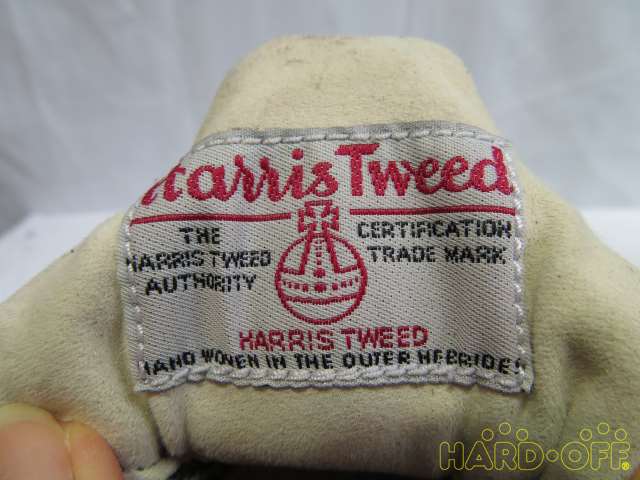 Harris Tweed
THE HARRIS TWEED AUTHORITY
CERTIFICATION TRADE MARK
HARRIS TWEED
HAND WOVEN IN THE OUTER HEBRIDES
HARD·OFF